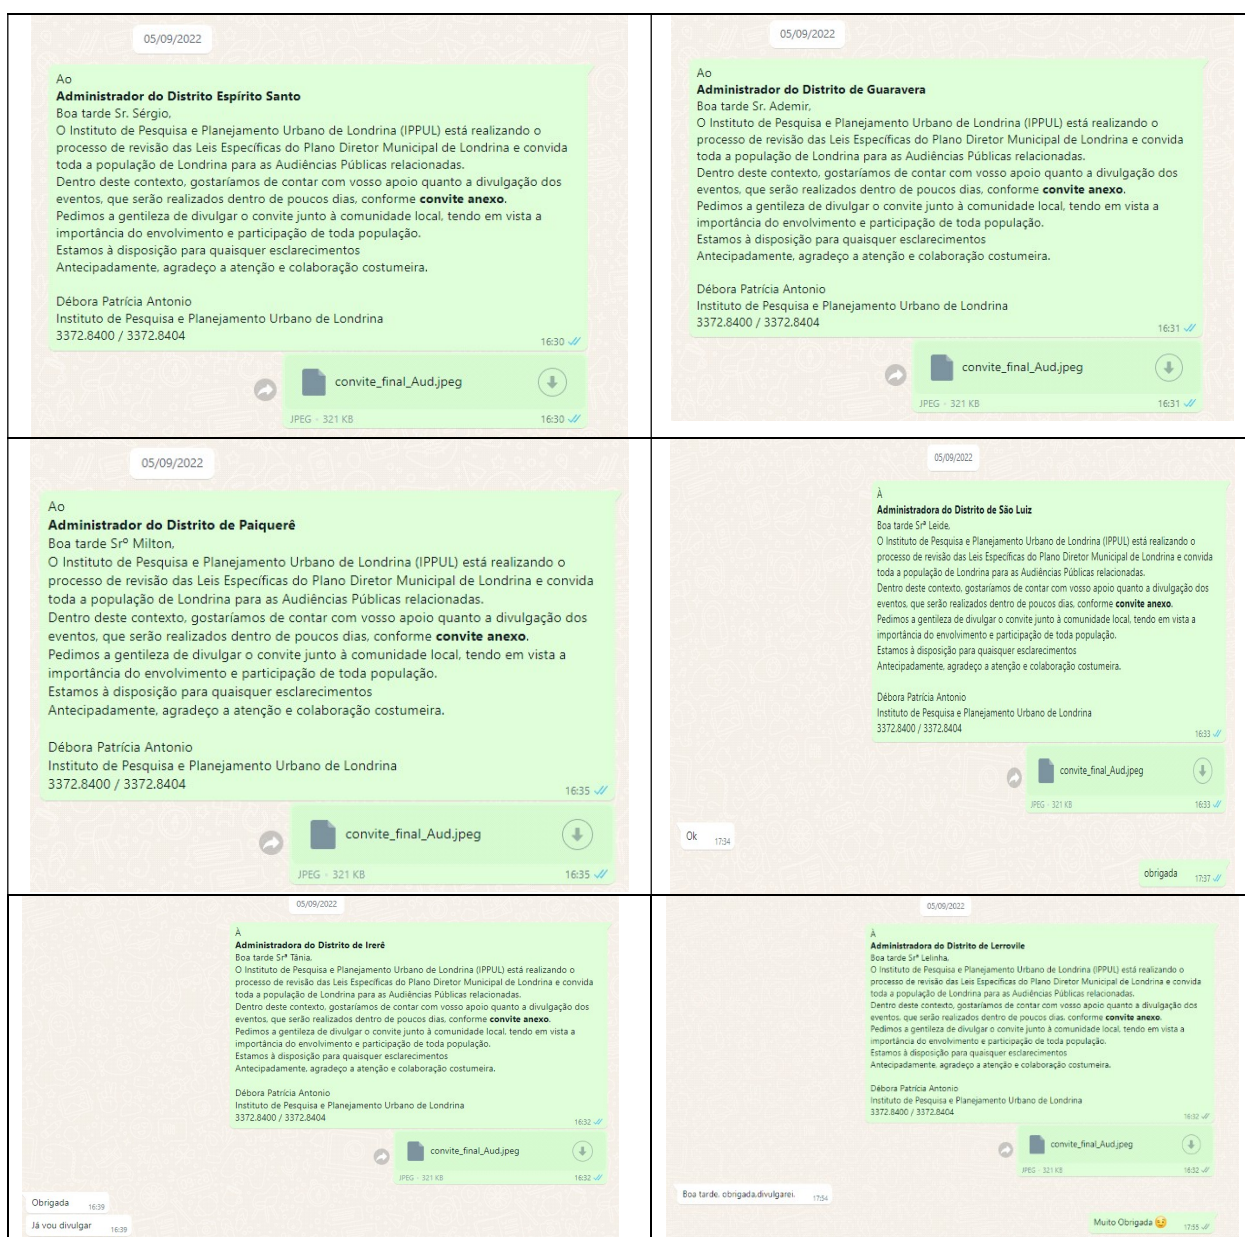 05/09/2022
Ao
Administrador do Distrito Espírito Santo
Boa tarde Sr. Sérgio,
O Instituto de Pesquisa e Planejamento Urbano de Londrina (IPPUL) está realizando o
processo de revisão das Leis Específicas do Plano Diretor Municipal de Londrina e convida
toda a população de Londrina para as Audiências Públicas relacionadas.
Dentro deste contexto, gostaríamos de contar com vosso apoio quanto a divulgação dos
eventos, que serão realizados dentro de poucos dias, conforme convite anexo.
Pedimos a gentileza de divulgar o convite junto à comunidade local, tendo em vista a
importância do envolvimento e participação de toda população.
Estamos à disposição para quaisquer esclarecimentos
Antecipadamente, agradeço a atenção e colaboração costumeira.
Débora Patrícia Antonio
Instituto de Pesquisa e Planejamento Urbano de Londrina
3372.8400 / 3372.8404
16:30
convite_final_Aud.jpeg
JPEG • 321 KB 16:30
05/09/2022
Ao
Administrador do Distrito de Guaravera
Boa tarde Sr. Ademir,
O Instituto de Pesquisa e Planejamento Urbano de Londrina (IPPUL) está realizando o
processo de revisão das Leis Específicas do Plano Diretor Municipal de Londrina e convida
toda a população de Londrina para as Audiências Públicas relacionadas.
Dentro deste contexto, gostaríamos de contar com vosso apoio quanto a divulgação dos
eventos, que serão realizados dentro de poucos dias, conforme convite anexo.
Pedimos a gentileza de divulgar o convite junto à comunidade local, tendo em vista a
importância do envolvimento e participação de toda população.
Estamos à disposição para quaisquer esclarecimentos
Antecipadamente, agradeço a atenção e colaboração costumeira.
Débora Patrícia Antonio
Instituto de Pesquisa e Planejamento Urbano de Londrina
3372.8400 / 3372.8404
16:31
convite_final_Aud.jpeg
JPEG • 321 KB 16:31
05/09/2022
Ao
Administrador do Distrito de Paiquerê
Boa tarde Srº Milton,
O Instituto de Pesquisa e Planejamento Urbano de Londrina (IPPUL) está realizando o
processo de revisão das Leis Específicas do Plano Diretor Municipal de Londrina e convida
toda a população de Londrina para as Audiências Públicas relacionadas.
Dentro deste contexto, gostaríamos de contar com vosso apoio quanto a divulgação dos
eventos, que serão realizados dentro de poucos dias, conforme convite anexo.
Pedimos a gentileza de divulgar o convite junto à comunidade local, tendo em vista a
importância do envolvimento e participação de toda população.
Estamos à disposição para quaisquer esclarecimentos
Antecipadamente, agradeço a atenção e colaboração costumeira.
Débora Patrícia Antonio
Instituto de Pesquisa e Planejamento Urbano de Londrina
3372.8400 / 3372.8404
16:35
convite_final_Aud.jpeg
JPEG • 321 KB 16:35
05/09/2022
À
Administradora do Distrito de São Luiz
Boa tarde Srª Leide,
O Instituto de Pesquisa e Planejamento Urbano de Londrina (IPPUL) está realizando o
processo de revisão das Leis Específicas do Plano Diretor Municipal de Londrina e convida
toda a população de Londrina para as Audiências Públicas relacionadas.
Dentro deste contexto, gostaríamos de contar com vosso apoio quanto a divulgação dos
eventos, que serão realizados dentro de poucos dias, conforme convite anexo.
Pedimos a gentileza de divulgar o convite junto à comunidade local, tendo em vista a
importância do envolvimento e participação de toda população.
Estamos à disposição para quaisquer esclarecimentos
Antecipadamente, agradeço a atenção e colaboração costumeira.
Débora Patrícia Antonio
Instituto de Pesquisa e Planejamento Urbano de Londrina
3372.8400 / 3372.8404
16:33
convite_final_Aud.jpeg
JPEG • 321 KB 16:33
Ok 17:34
obrigada 17:37
05/09/2022
À
Administradora do Distrito de Irerê
Boa tarde Srª Tânia,
O Instituto de Pesquisa e Planejamento Urbano de Londrina (IPPUL) está realizando o
processo de revisão das Leis Específicas do Plano Diretor Municipal de Londrina e convida
toda a população de Londrina para as Audiências Públicas relacionadas.
Dentro deste contexto, gostaríamos de contar com vosso apoio quanto a divulgação dos
eventos, que serão realizados dentro de poucos dias, conforme convite anexo.
Pedimos a gentileza de divulgar o convite junto à comunidade local, tendo em vista a
importância do envolvimento e participação de toda população.
Estamos à disposição para quaisquer esclarecimentos
Antecipadamente, agradeço a atenção e colaboração costumeira.
Débora Patrícia Antonio
Instituto de Pesquisa e Planejamento Urbano de Londrina
3372.8400 / 3372.8404
16:32
convite_final_Aud.jpeg
JPEG • 321 KB 16:32
Obrigada 16:39
Já vou divulgar 16:39
05/09/2022
À
Administradora do Distrito de Lerrovile
Boa tarde Srª Lelinha,
O Instituto de Pesquisa e Planejamento Urbano de Londrina (IPPUL) está realizando o
processo de revisão das Leis Específicas do Plano Diretor Municipal de Londrina e convida
toda a população de Londrina para as Audiências Públicas relacionadas.
Dentro deste contexto, gostaríamos de contar com vosso apoio quanto a divulgação dos
eventos, que serão realizados dentro de poucos dias, conforme convite anexo.
Pedimos a gentileza de divulgar o convite junto à comunidade local, tendo em vista a
importância do envolvimento e participação de toda população.
Estamos à disposição para quaisquer esclarecimentos
Antecipadamente, agradeço a atenção e colaboração costumeira.
Débora Patrícia Antonio
Instituto de Pesquisa e Planejamento Urbano de Londrina
3372.8400 / 3372.8404
16:32
convite_final_Aud.jpeg
JPEG • 321 KB 16:32
Boa tarde, obrigada,divulgarei. 17:54
Muito Obrigada 😉 17:55